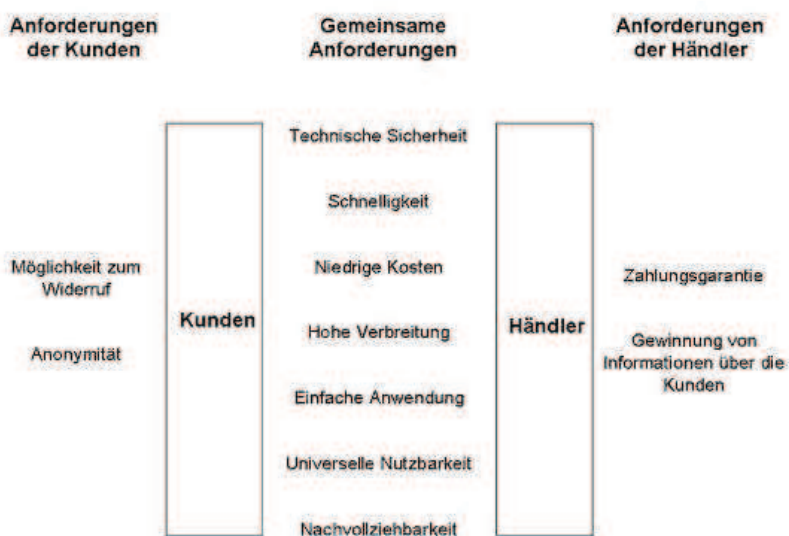 Anforderungen
der Kunden
Gemeinsame
Anforderungen
Anforderungen
der Händler
Möglichkeit zum
Widerruf
Anonymität
Kunden
Technische Sicherheit
Schnelligkeit
Niedrige Kosten
Hohe Verbreitung
Einfache Anwendung
Universelle Nutzbarkeit
Nachvollziehbarkeit
Händler
Zahlungsgarantie
Gewinnung von
Informationen über die
Kunden